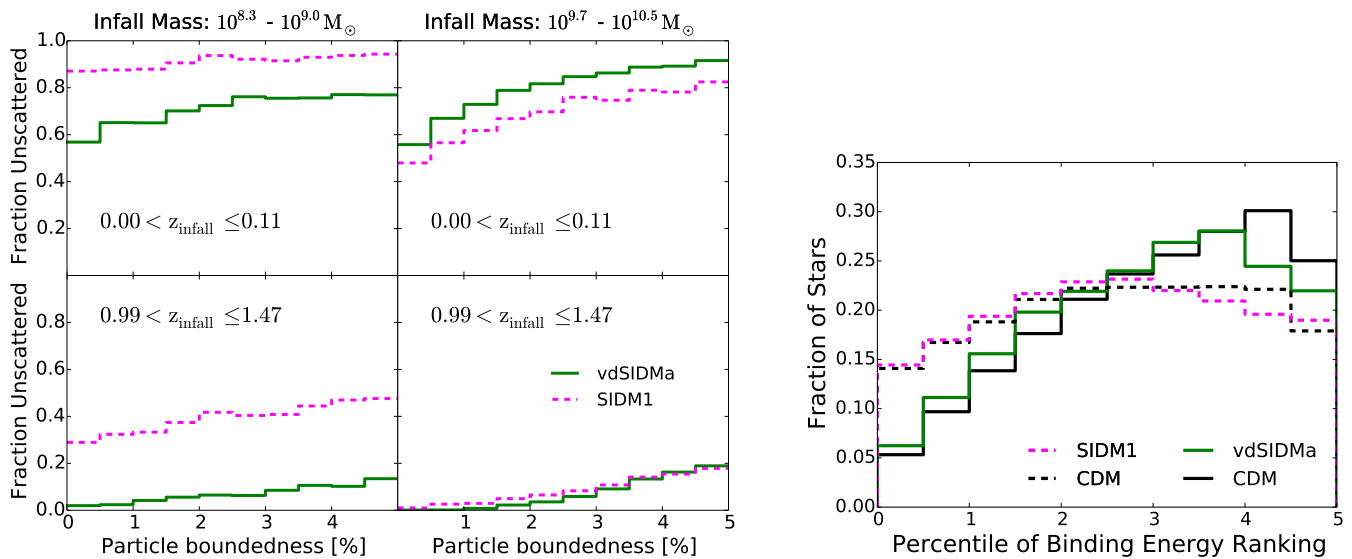 Infall Mass: 10^8.3 - 10^9.0 M_⊙
Infall Mass: 10^9.7 - 10^10.5 M_⊙
Fraction Unscattered
1.0
0.8
0.6
0.4
0.2
0.00 < z_infall ≤0.11
0.00 < z_infall ≤0.11
Fraction Unscattered
0.8
0.6
0.4
0.2
0.0
0.99 < z_infall ≤1.47
0.99 < z_infall ≤1.47
vdSIDMa
SIDM1
0 1 2 3 4
0 1 2 3 4 5
Particle boundedness [%]
Particle boundedness [%]
Fraction of Stars
0.35
0.30
0.25
0.20
0.15
0.10
0.05
0.00
SIDM1
CDM
vdSIDMa
CDM
0 1 2 3 4 5
Percentile of Binding Energy Ranking